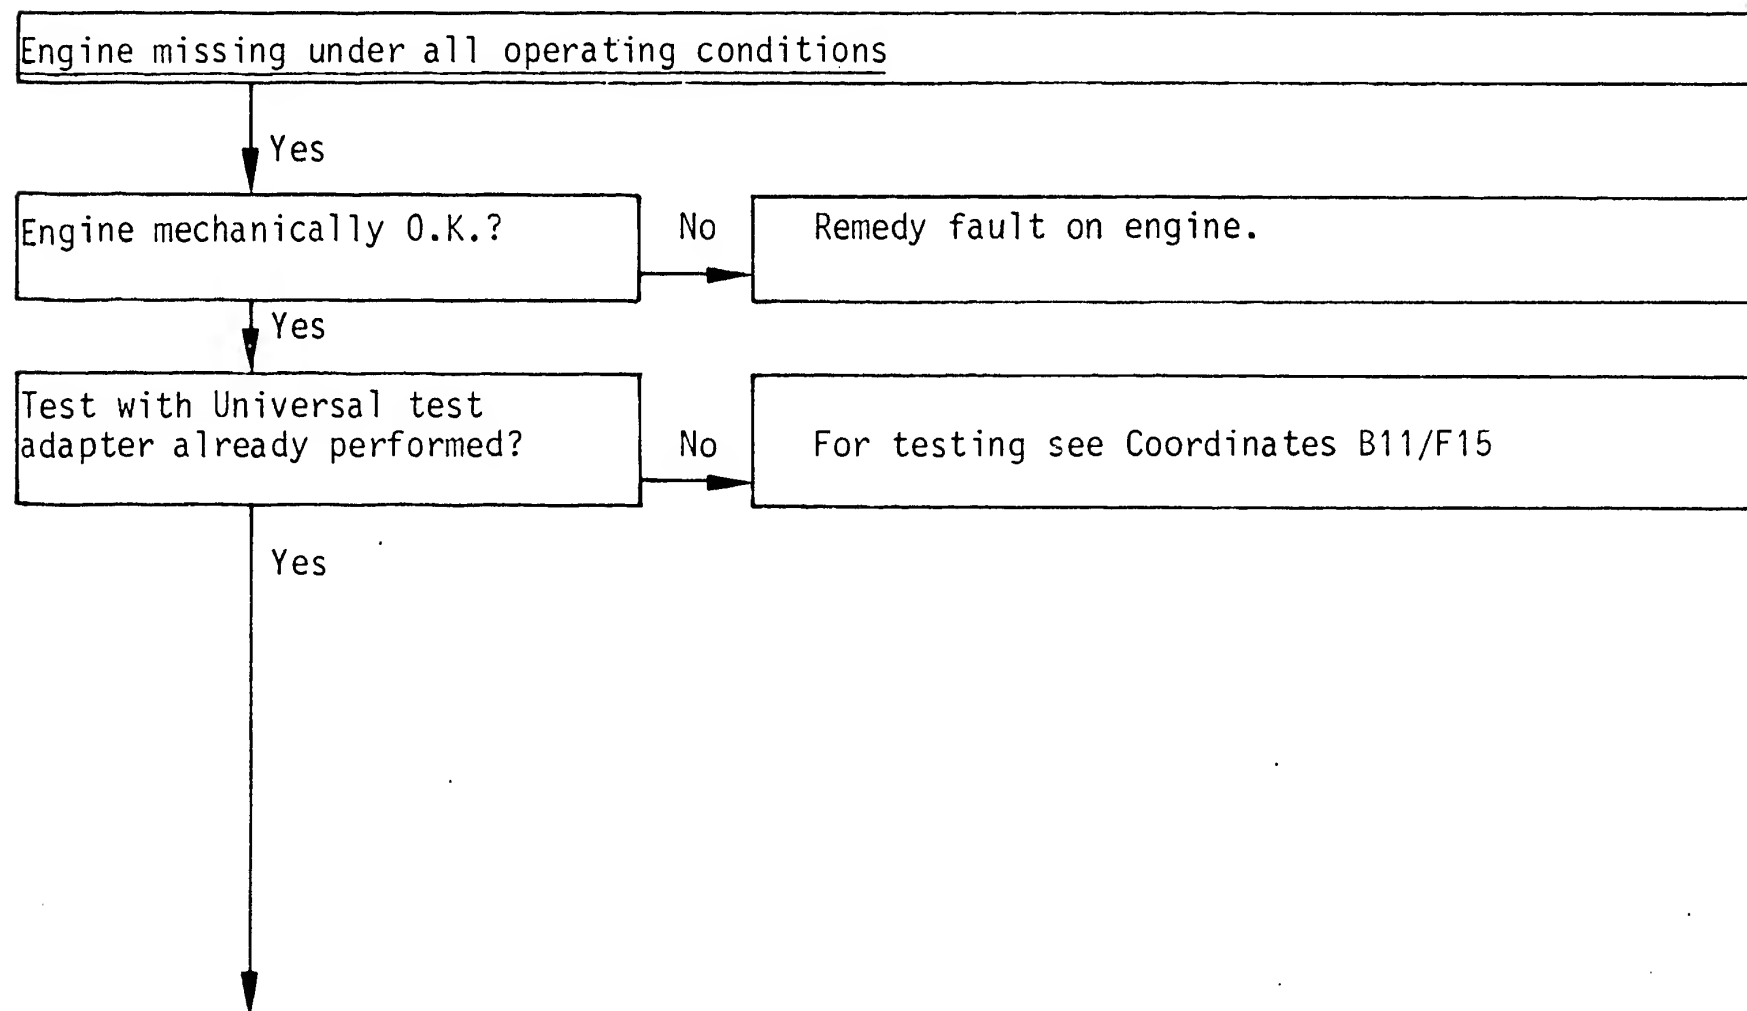 Engine missing under all operating conditions
Yes
Engine mechanically O.K.?
No
Remedy fault on engine.
Yes
Test with Universal test
adapter already performed?
No
For testing see Coordinates B11/F15
Yes